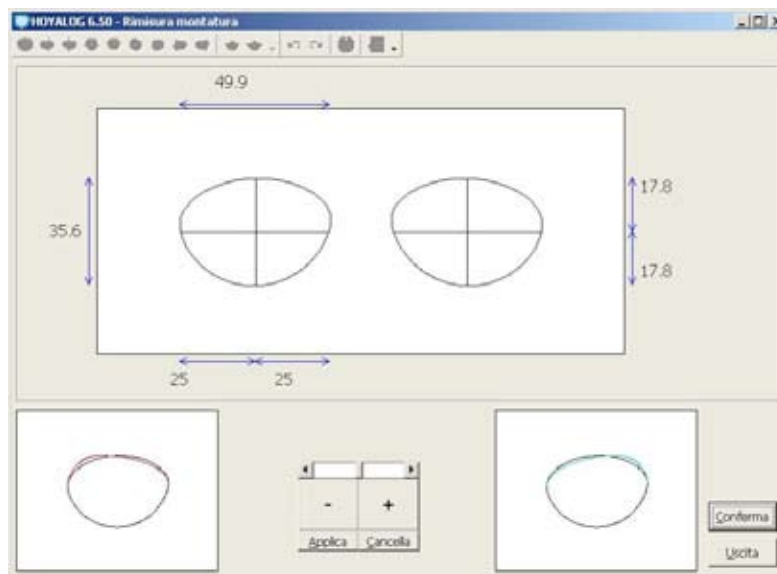 HOYALOG 6.50 - Rimisura montatura
49.9
35.6
17.8
17.8
25 25
- +
Applica Cancella
Conferma
Uscita